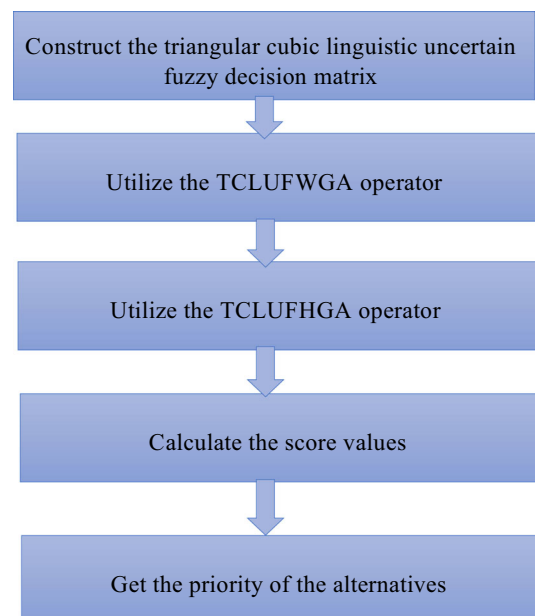 Construct the triangular cubic linguistic uncertain
fuzzy decision matrix
Utilize the TCLUFWGA operator
Utilize the TCLUFHGA operator
Calculate the score values
Get the priority of the alternatives